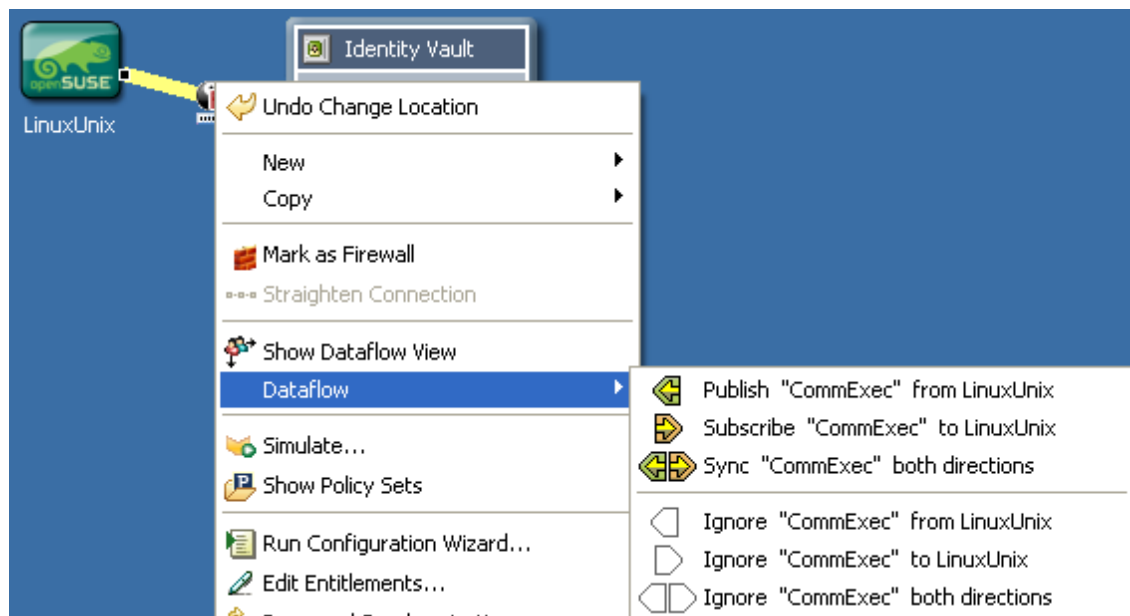 Identity Vault
openSUSE
LinuxUnix
Undo Change Location
New
Copy
Mark as Firewall
Straighten Connection
Show Dataflow View
Dataflow
Publish "CommExec" from LinuxUnix
Subscribe "CommExec" to LinuxUnix
Sync "CommExec" both directions
Simulate...
Show Policy Sets
Ignore "CommExec" from LinuxUnix
Run Configuration Wizard...
Ignore "CommExec" to LinuxUnix
Edit Entitlements...
Ignore "CommExec" both directions